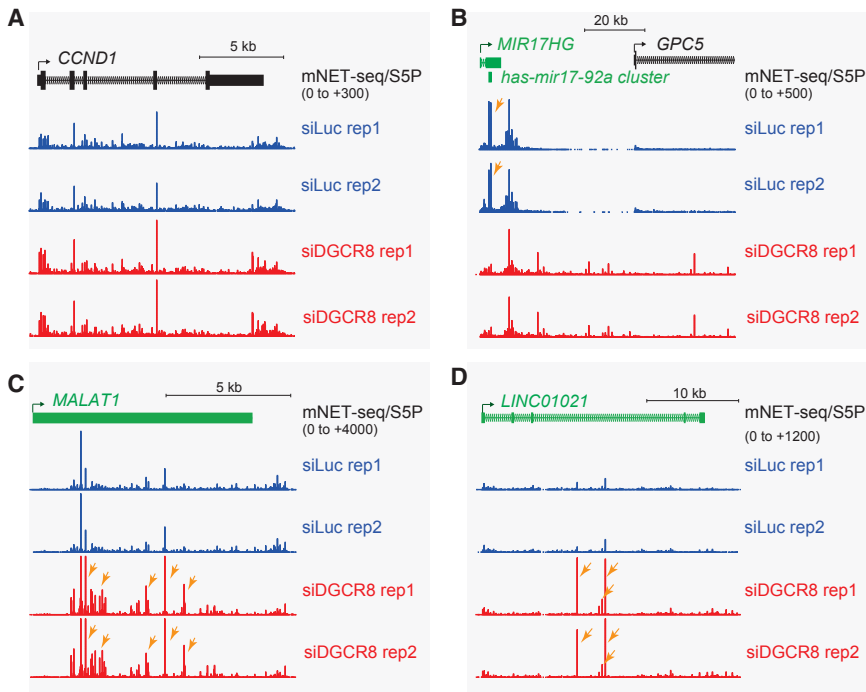 A
5 kb
CCND1
mNET-seq/S5P
(0 to +300)
siLuc rep1
siLuc rep2
siDGCR8 rep1
siDGCR8 rep2
B
20 kb
MIR17HG
GPC5
has-mir17-92a cluster
mNET-seq/S5P
(0 to +500)
siLuc rep1
siLuc rep2
siDGCR8 rep1
siDGCR8 rep2
C
5 kb
MALAT1
mNET-seq/S5P
(0 to +4000)
siLuc rep1
siLuc rep2
siDGCR8 rep1
siDGCR8 rep2
D
10 kb
LINC01021
mNET-seq/S5P
(0 to +1200)
siLuc rep1
siLuc rep2
siDGCR8 rep1
siDGCR8 rep2